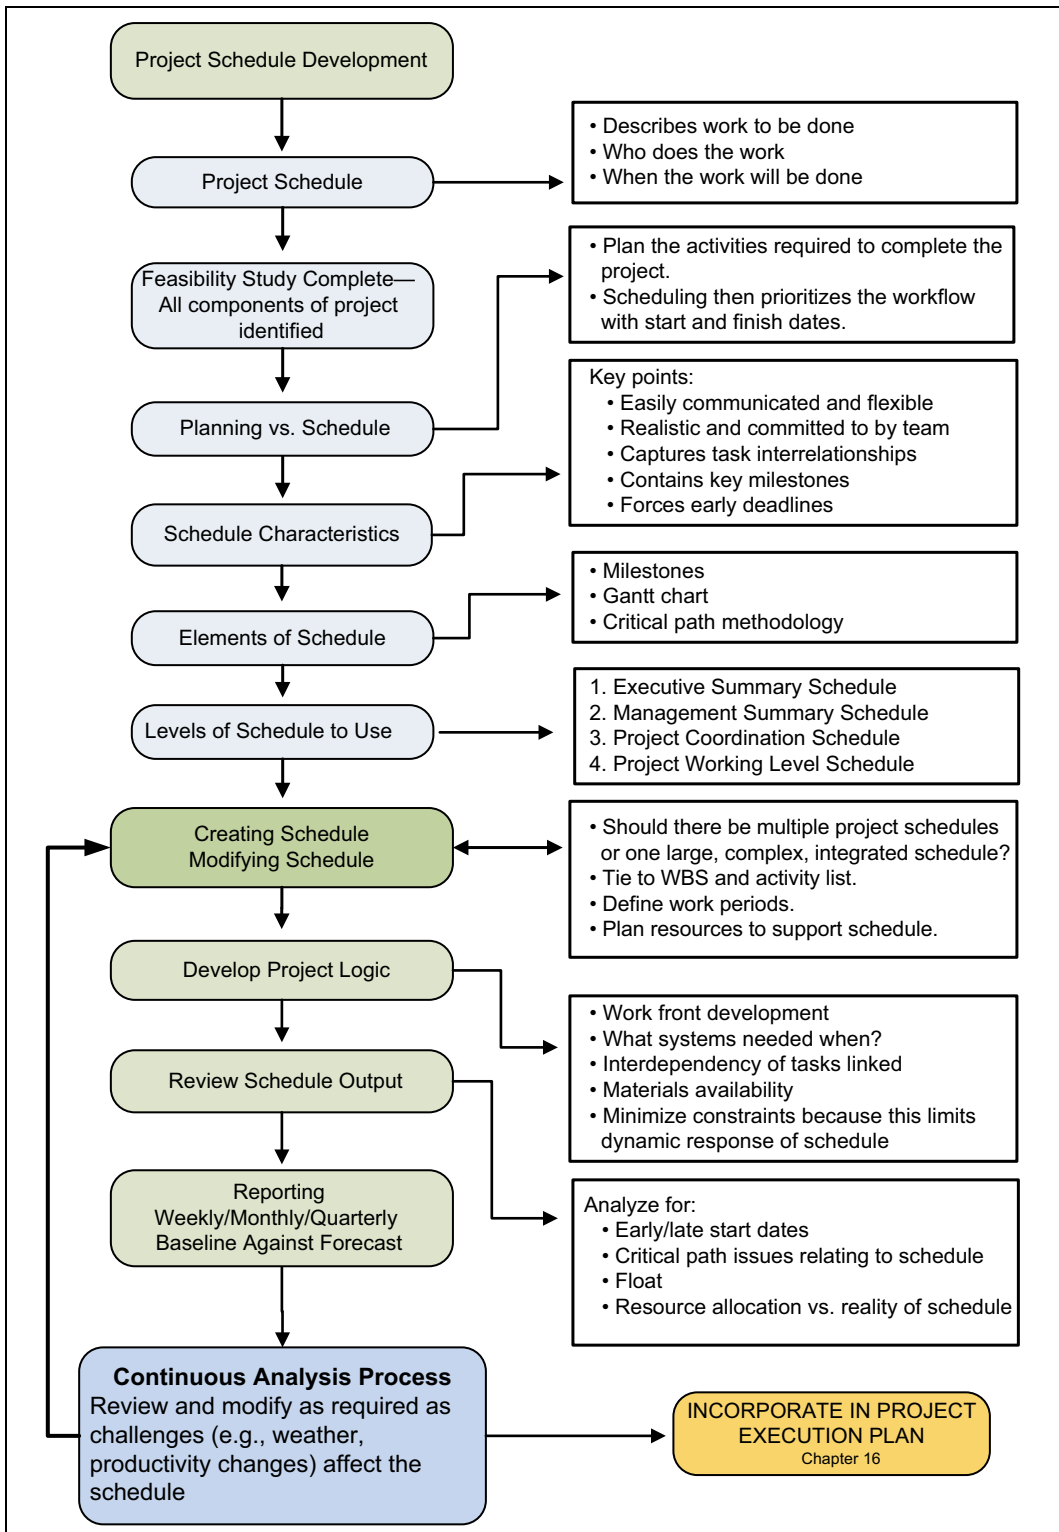 Project Schedule Development
Project Schedule
• Describes work to be done
• Who does the work
• When the work will be done
Feasibility Study Complete—
All components of project
identified
• Plan the activities required to complete the
project.
• Scheduling then prioritizes the workflow
with start and finish dates.
Planning vs. Schedule
Key points:
• Easily communicated and flexible
• Realistic and committed to by team
• Captures task interrelationships
• Contains key milestones
• Forces early deadlines
Schedule Characteristics
• Milestones
• Gantt chart
• Critical path methodology
Elements of Schedule
1. Executive Summary Schedule
2. Management Summary Schedule
3. Project Coordination Schedule
4. Project Working Level Schedule
Levels of Schedule to Use
Creating Schedule
Modifying Schedule
• Should there be multiple project schedules
or one large, complex, integrated schedule?
• Tie to WBS and activity list.
• Define work periods.
• Plan resources to support schedule.
Develop Project Logic
• Work front development
• What systems needed when?
• Interdependency of tasks linked
• Materials availability
• Minimize constraints because this limits
dynamic response of schedule
Review Schedule Output
Reporting
Weekly/Monthly/Quarterly
Baseline Against Forecast
Analyze for:
• Early/late start dates
• Critical path issues relating to schedule
• Float
• Resource allocation vs. reality of schedule
Continuous Analysis Process
Review and modify as required as
challenges (e.g., weather,
productivity changes) affect the
schedule
INCORPORATE IN PROJECT
EXECUTION PLAN
Chapter 16